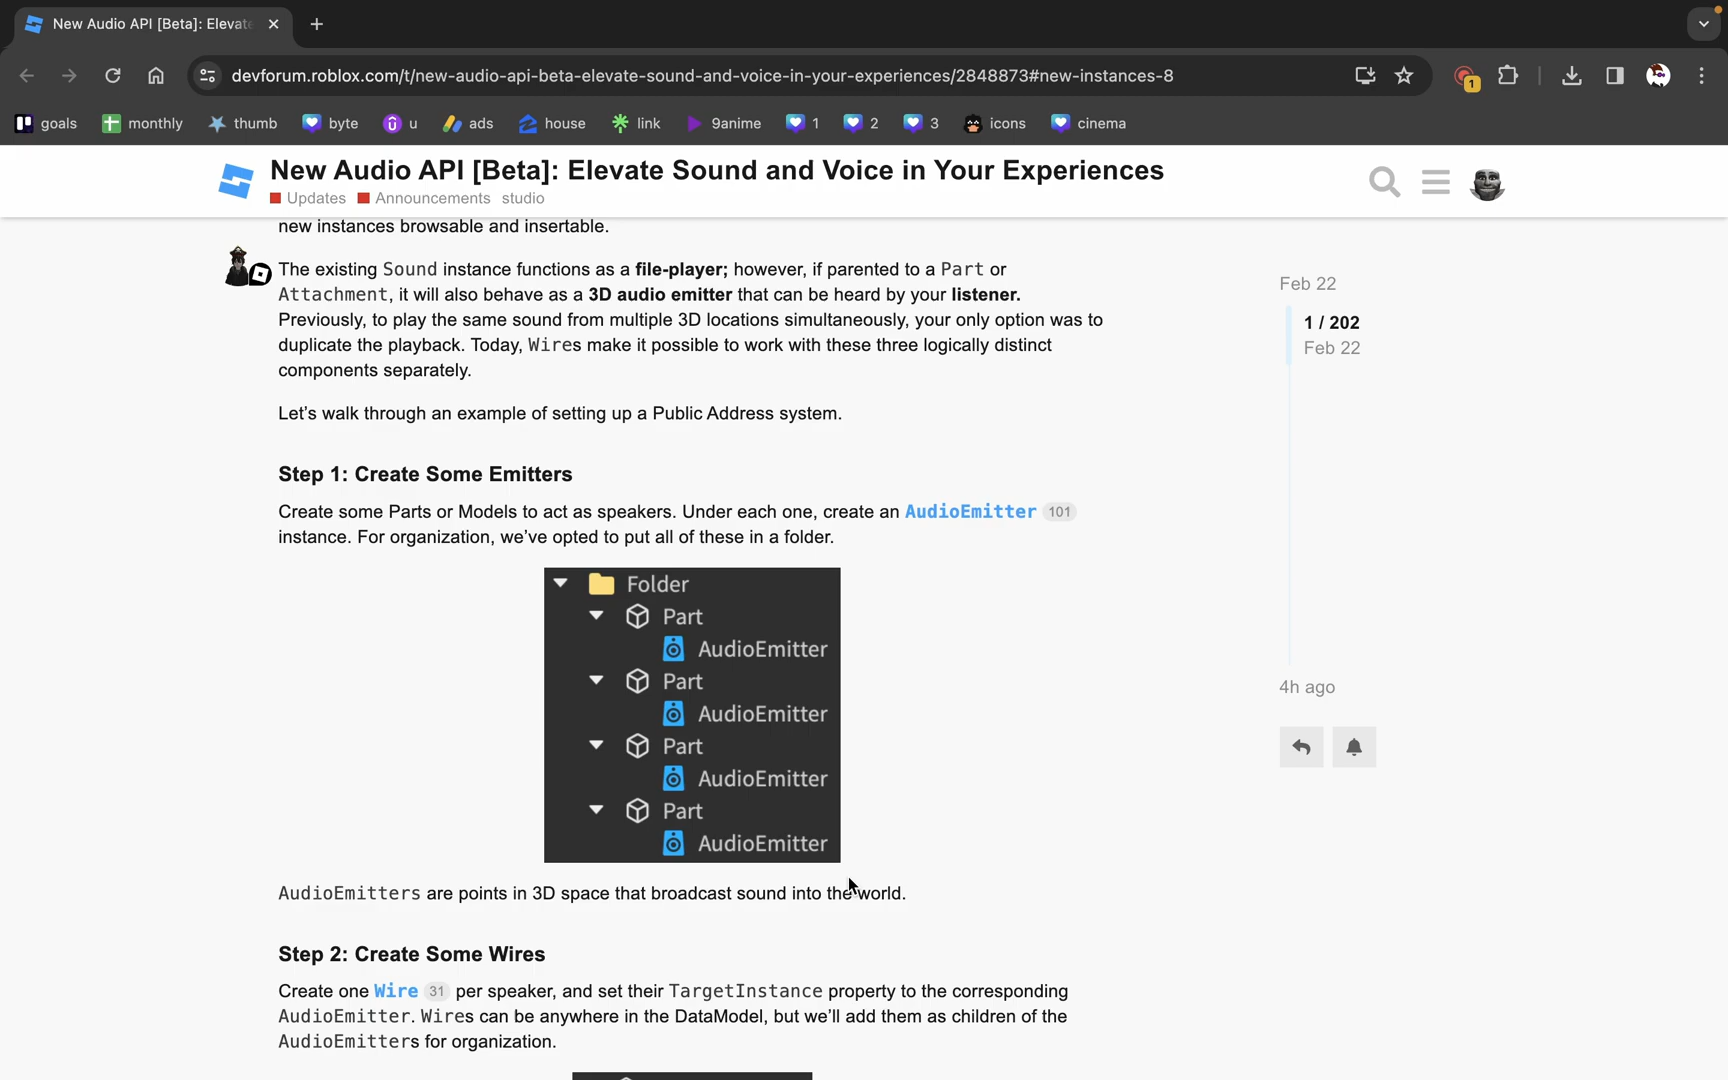 New Audio API [Beta]: Elevate
devforum.roblox.com/t/new-audio-api-beta-elevate-sound-and-voice-in-your-experiences/2848873#new-instances-8
1
goals monthly thumb byte u ads house link 9anime 1 2 3 icons cinema
New Audio API [Beta]: Elevate Sound and Voice in Your Experiences
Updates Announcements studio
new instances browsable and insertable.
The existing Sound instance functions as a file-player; however, if parented to a Part or
Attachment, it will also behave as a 3D audio emitter that can be heard by your listener.
Previously, to play the same sound from multiple 3D locations simultaneously, your only option was to
duplicate the playback. Today, Wires make it possible to work with these three logically distinct
components separately.
Let’s walk through an example of setting up a Public Address system.
Step 1: Create Some Emitters
Create some Parts or Models to act as speakers. Under each one, create an AudioEmitter 101
instance. For organization, we’ve opted to put all of these in a folder.
Folder
Part
AudioEmitter
Part
AudioEmitter
Part
AudioEmitter
Part
AudioEmitter
AudioEmitters are points in 3D space that broadcast sound into the world.
Step 2: Create Some Wires
Create one Wire 31 per speaker, and set their TargetInstance property to the corresponding
AudioEmitter. Wires can be anywhere in the DataModel, but we’ll add them as children of the
AudioEmitters for organization.
Feb 22
1 / 202
Feb 22
4h ago